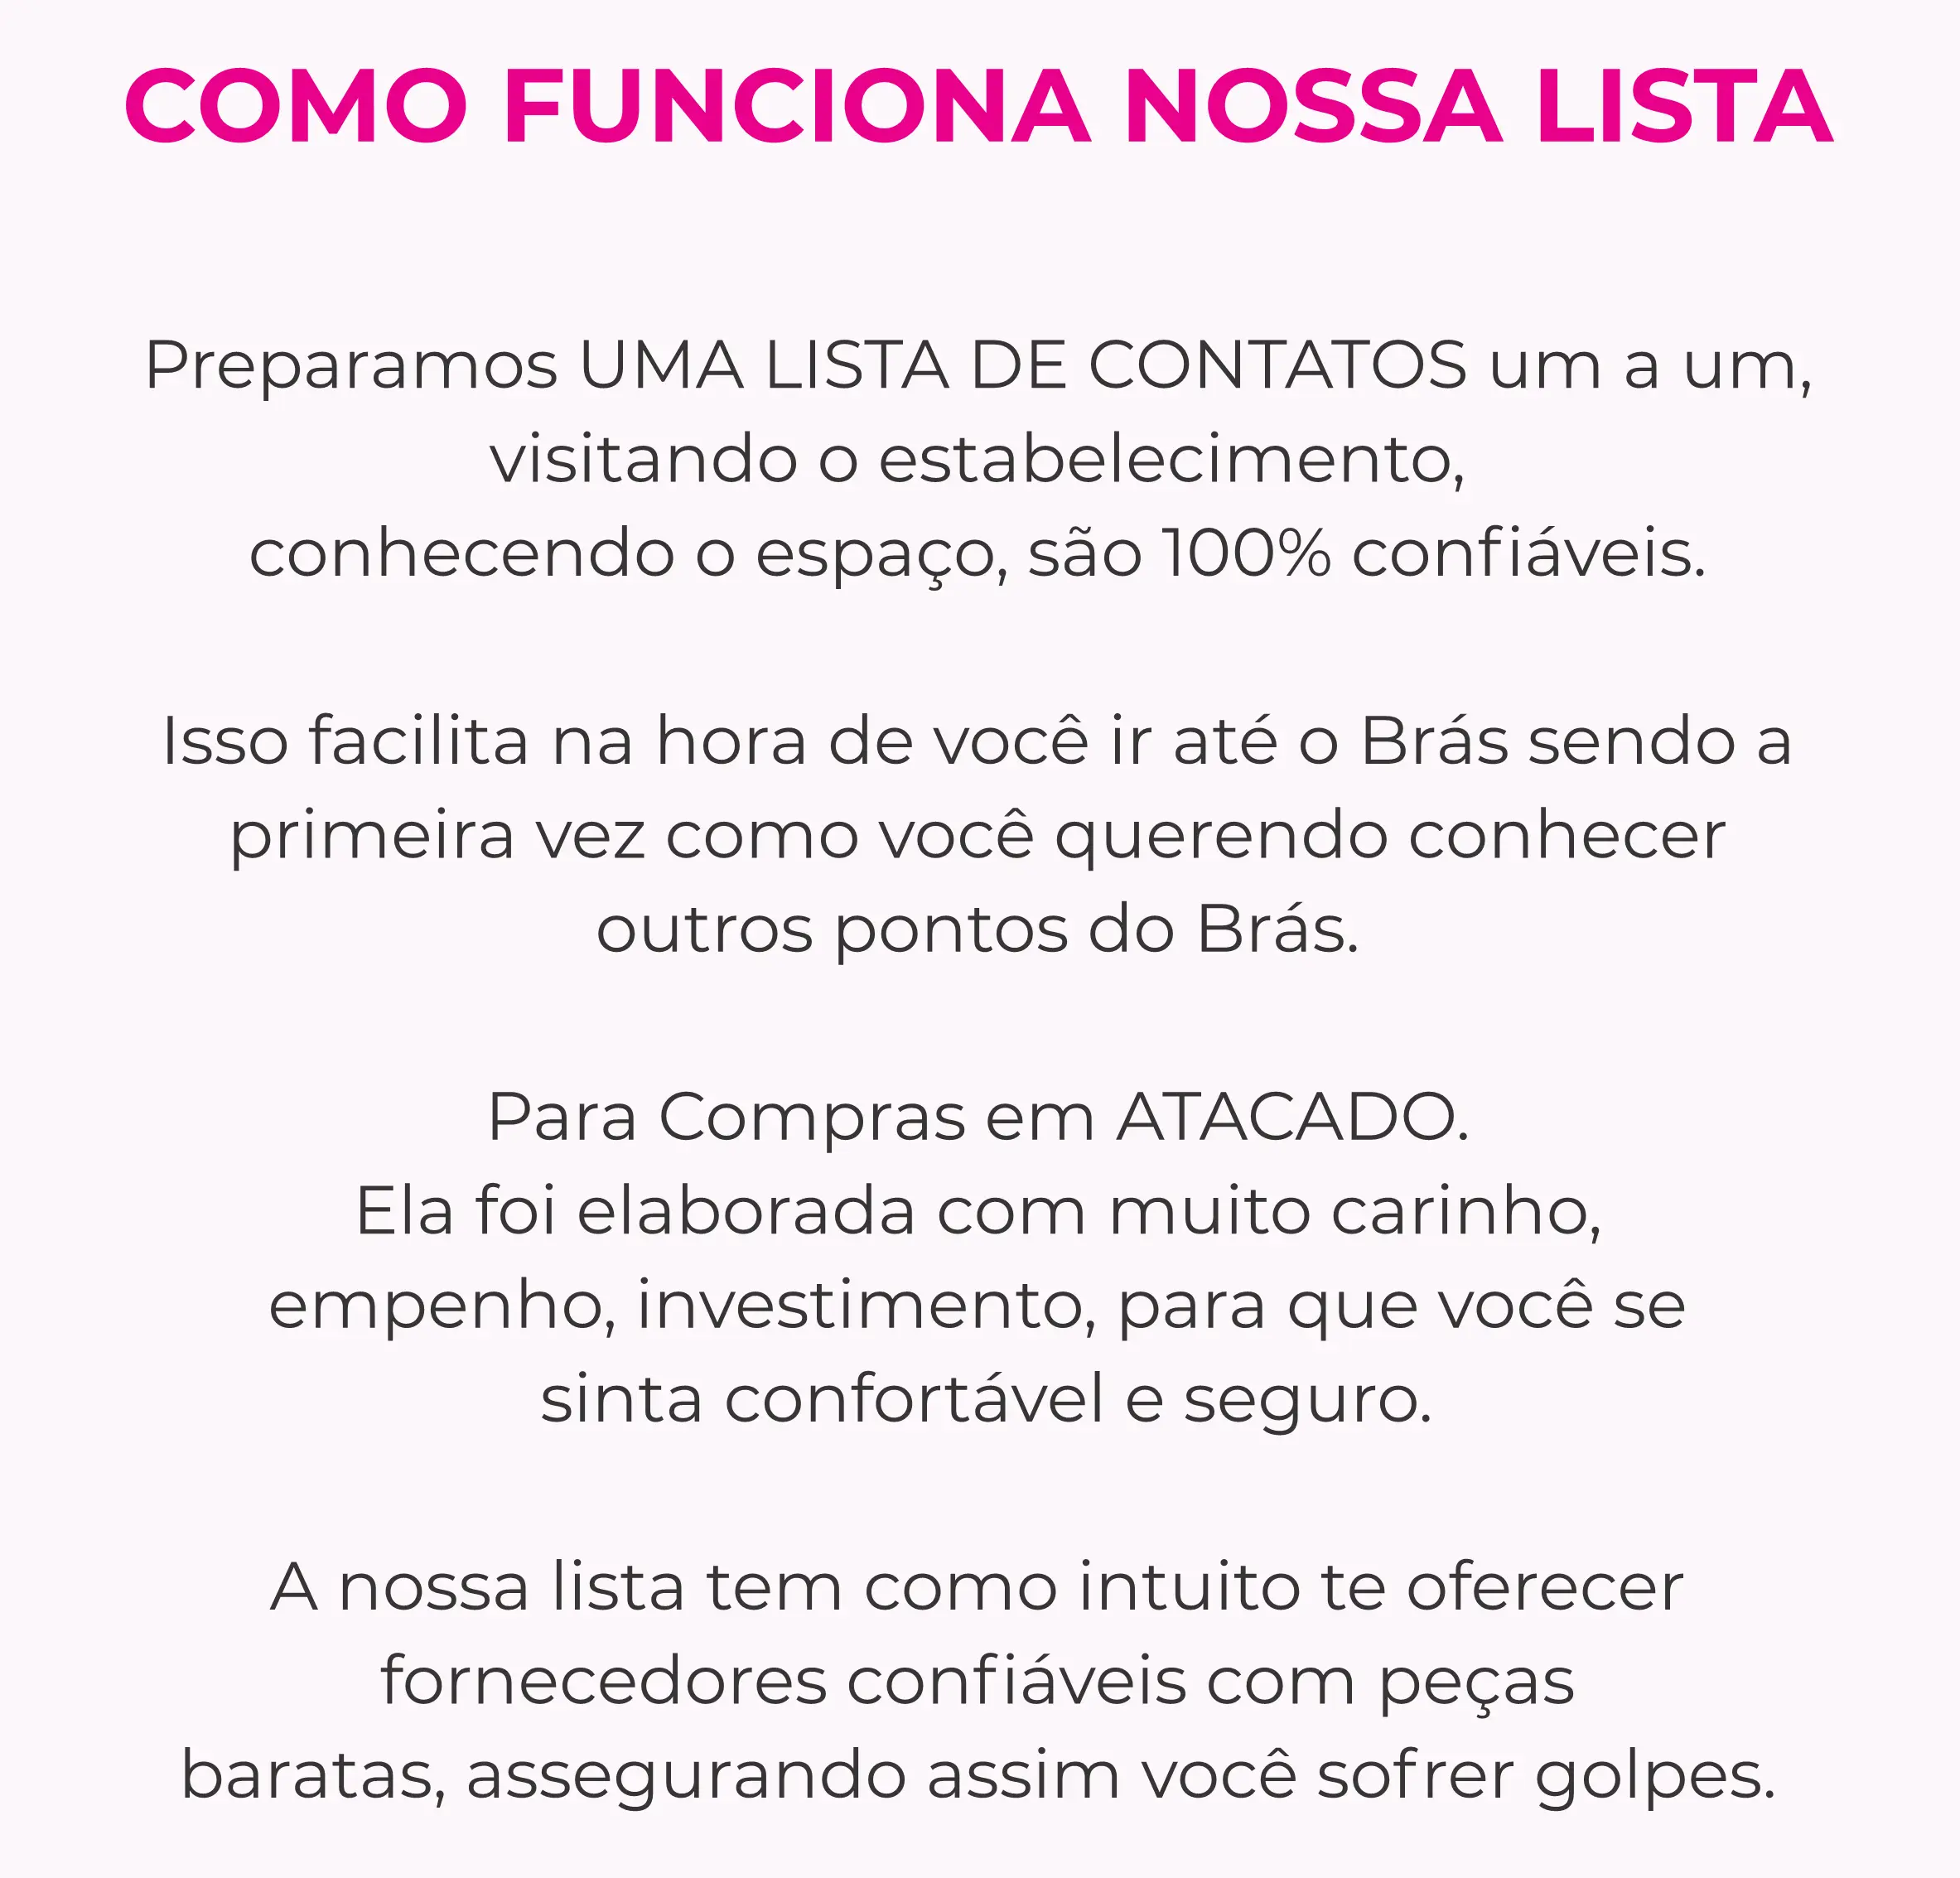 COMO FUNCIONA NOSSA LISTA
Preparamos UMA LISTA DE CONTATOS um a um,
visitando o estabelecimento,
conhecendo o espaço, são 100% confiáveis.
Isso facilita na hora de você ir até o Brás sendo a
primeira vez como você querendo conhecer
outros pontos do Brás.
Para Compras em ATACADO.
Ela foi elaborada com muito carinho,
empenho, investimento, para que você se
sinta confortável e seguro.
A nossa lista tem como intuito te oferecer
fornecedores confiáveis com peças
baratas, assegurando assim você sofrer golpes.